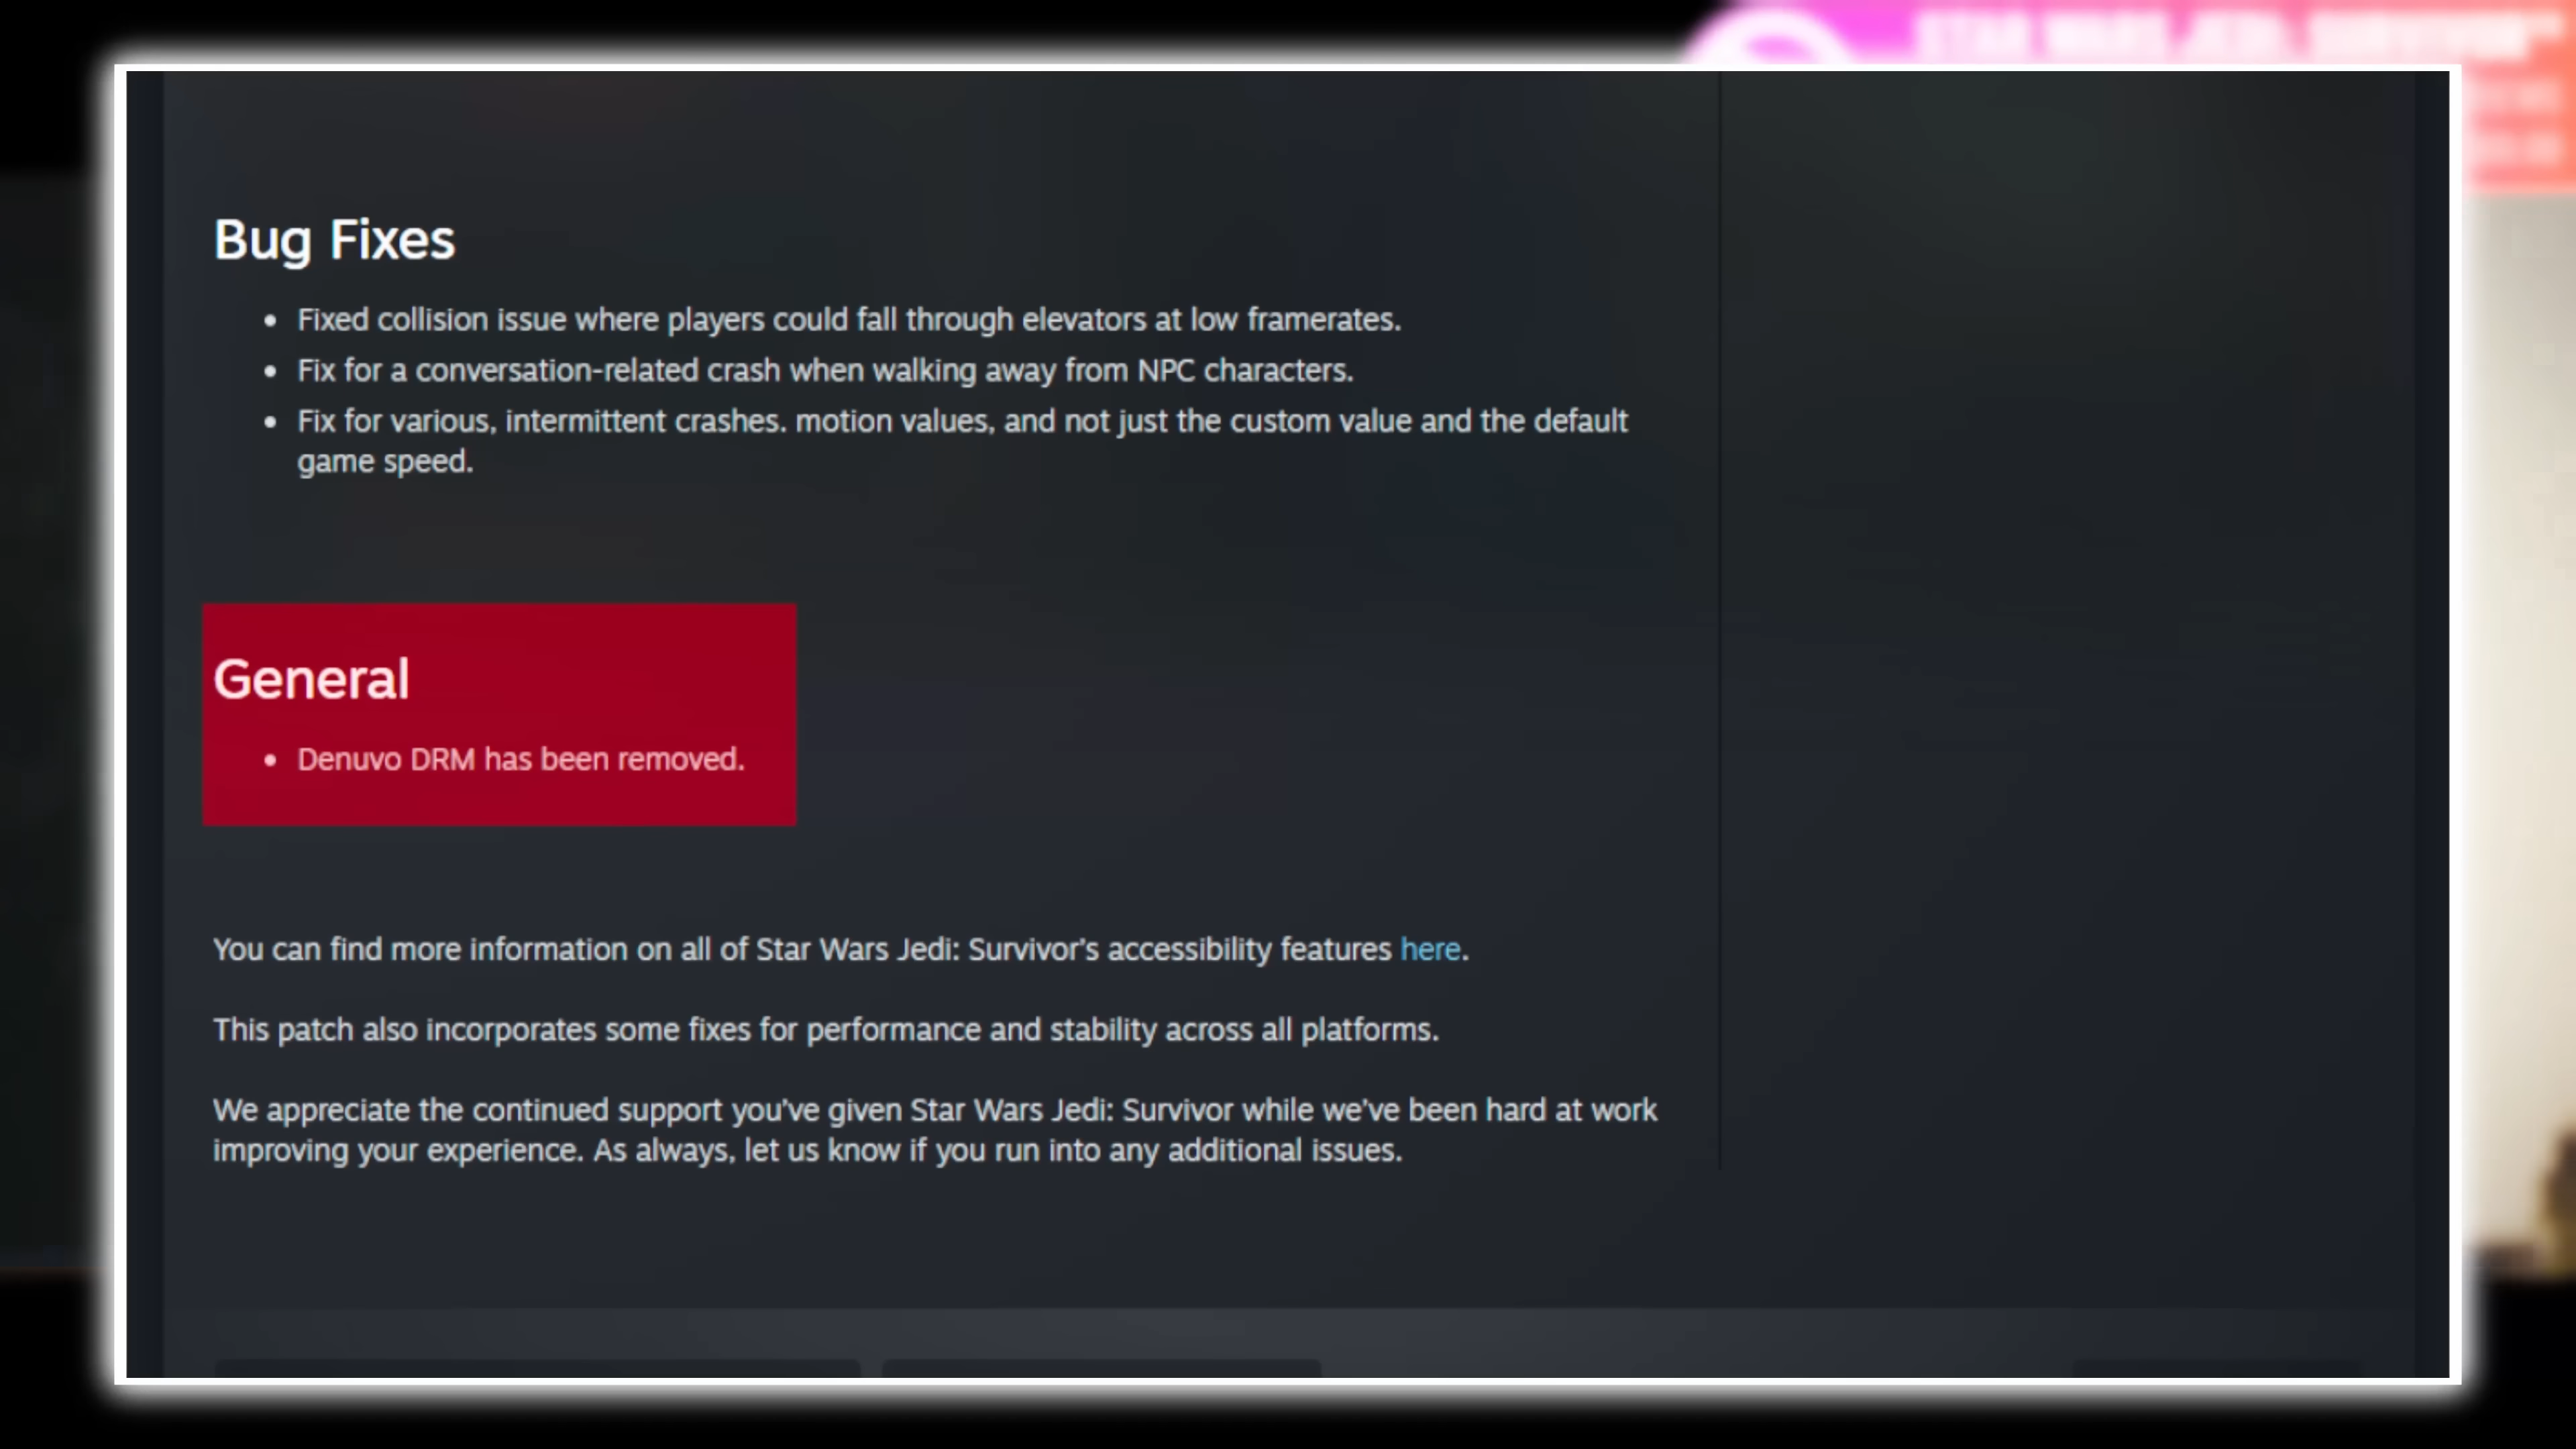 STAR WARS JEDI: SURVIVOR™
Bug Fixes
• Fixed collision issue where players could fall through elevators at low framerates.
• Fix for a conversation-related crash when walking away from NPC characters.
• Fix for various, intermittent crashes. motion values, and not just the custom value and the default
game speed.
General
• Denuvo DRM has been removed.
You can find more information on all of Star Wars Jedi: Survivor's accessibility features here.
This patch also incorporates some fixes for performance and stability across all platforms.
We appreciate the continued support you've given Star Wars Jedi: Survivor while we've been hard at work
improving your experience. As always, let us know if you run into any additional issues.